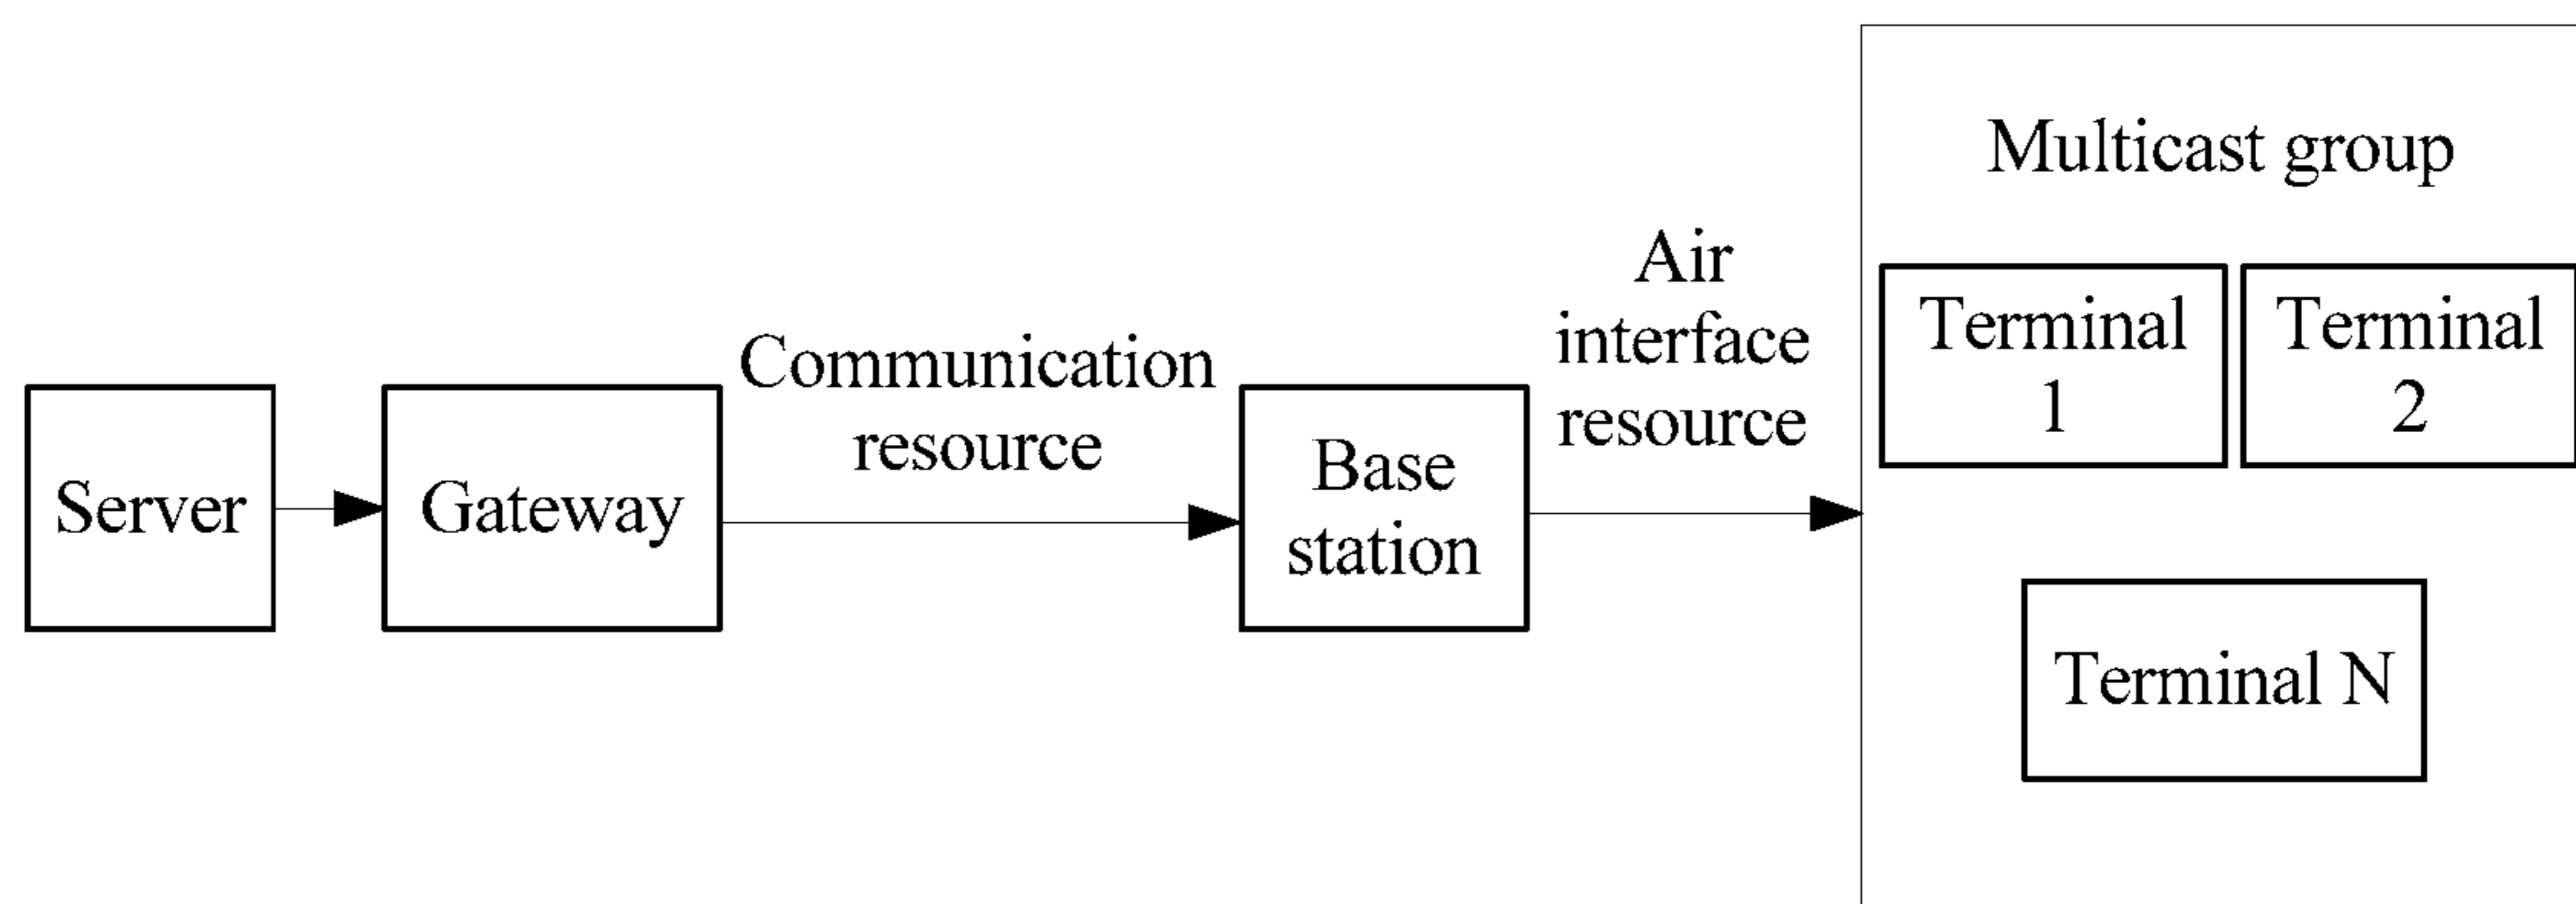 Server
Gateway
Communication
resource
Base
station
Air
interface
resource
Multicast group
Terminal
1
Terminal
2
Terminal N